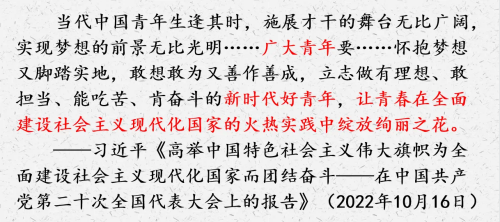 当代中国青年生逢其时，施展才干的舞台无比广阔，
实现梦想的前景无比光明……广大青年要……怀抱梦想
又脚踏实地，敢想敢为又善作善成，立志做有理想、敢
担当、能吃苦、肯奋斗的新时代好青年，让青春在全面
建设社会主义现代化国家的火热实践中绽放绚丽之花。
——习近平《高举中国特色社会主义伟大旗帜为全
面建设社会主义现代化国家而团结奋斗——在中国共产
党第二十次全国代表大会上的报告》（2022年10月16日）